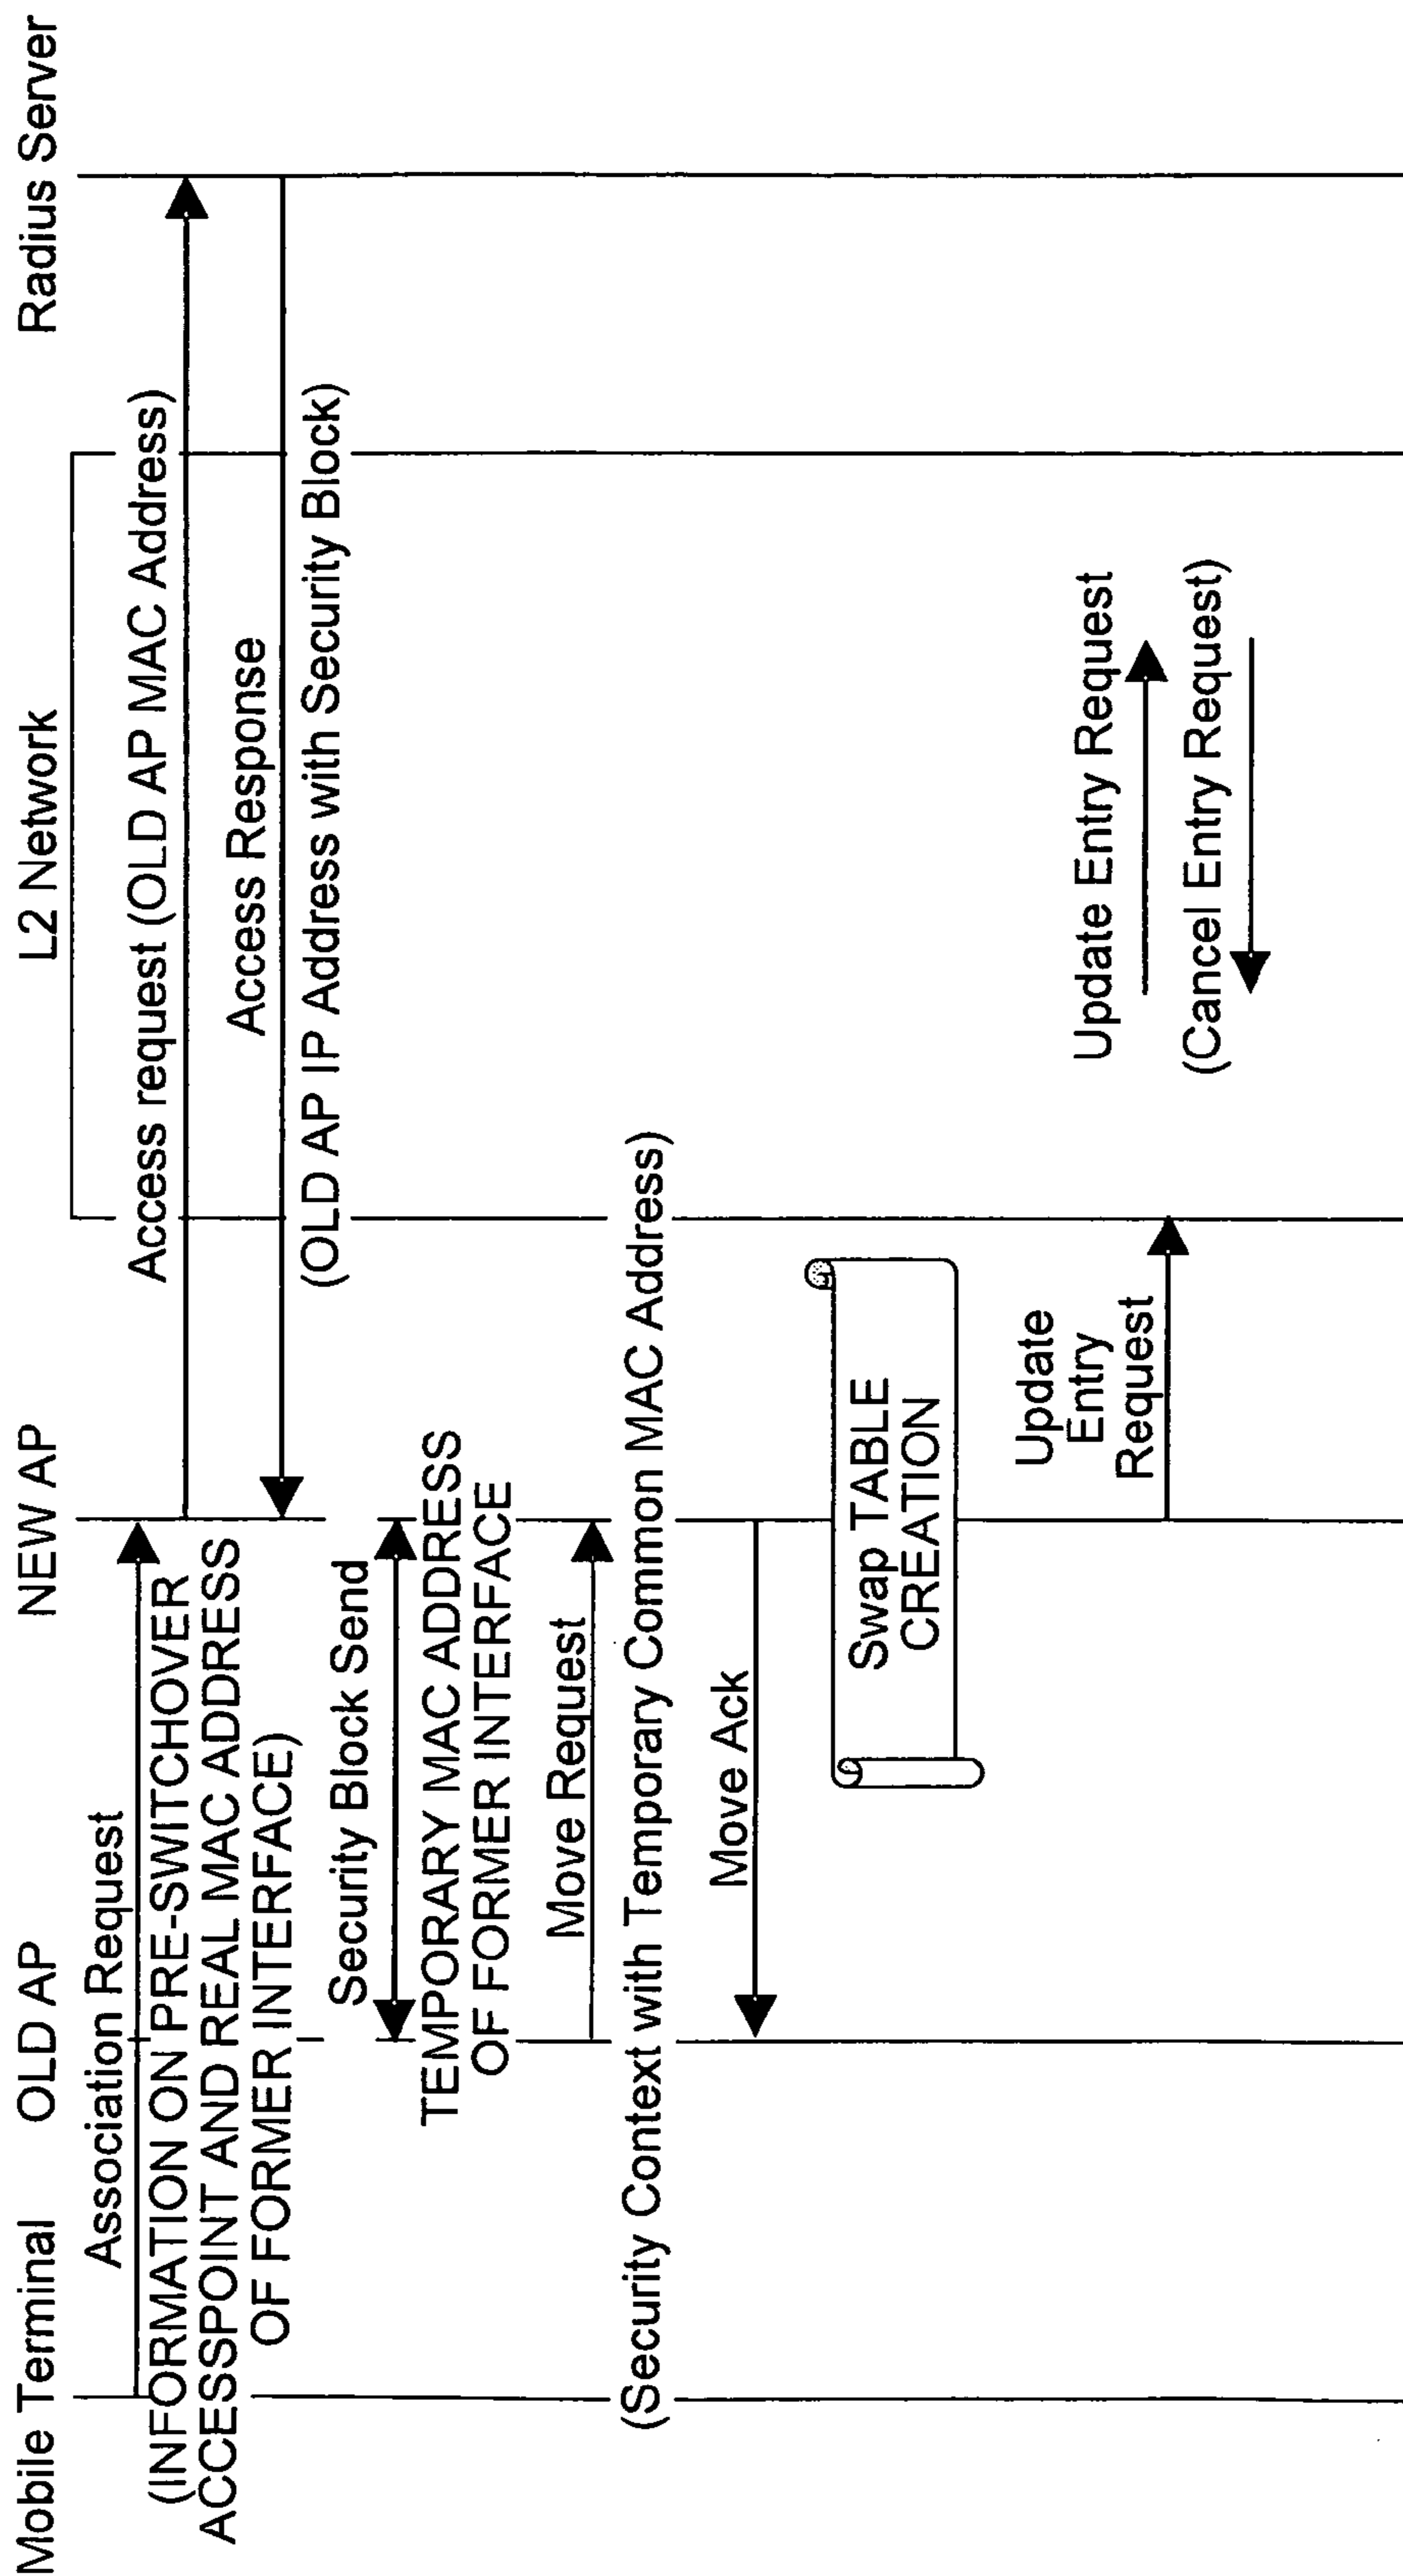 Mobile Terminal
OLD AP
NEW AP
L2 Network
Radius Server
Association Request
(INFORMATION ON PRE-SWITCHOVER
ACCESSPOINT AND REAL MAC ADDRESS
OF FORMER INTERFACE)
Access request (OLD AP MAC Address)
Access Response
(OLD AP IP Address with Security Block)
Security Block Send
TEMPORARY MAC ADDRESS
OF FORMER INTERFACE
Move Request
(Security Context with Temporary Common MAC Address)
Move Ack
Swap TABLE
CREATION
Update
Entry
Request
Update Entry Request
(Cancel Entry Request)